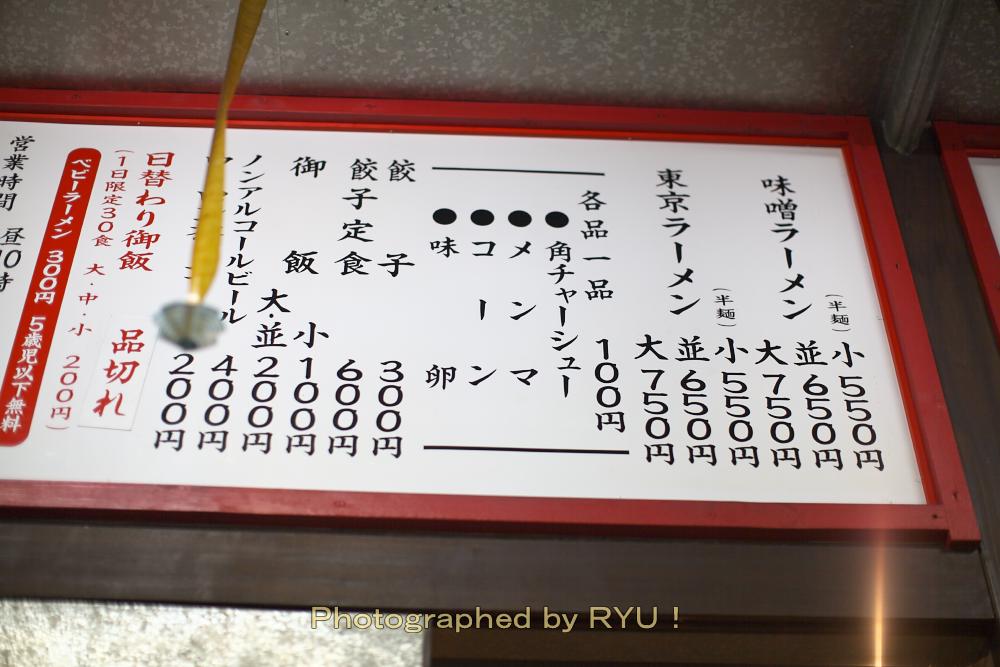 味噌ラーメン
(半麺)小550円
並650円
大750円
東京ラーメン
(半麺)小550円
並650円
大750円
各品一品 100円
●角チャーシュー
●メンマ
●コーン
●味卵
餃子 300円
餃子定食 600円
御飯 小100円
大・並200円
ノンアルコールビール 400円
200円
日替わり御飯
品切れ
(1日限定30食 大・中・小 200円)
ベビーラーメン 300円 5歳児以下無料
営業時間 昼10時
Photographed by RYU !